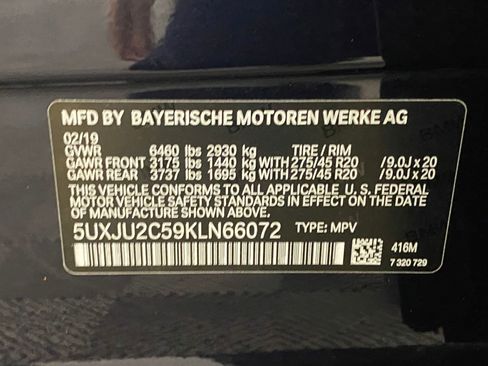 MFD BY BAYERISCHE MOTOREN WERKE AG
02/19
GVWR 6460 lbs 2930 kg TIRE / RIM
GAWR FRONT 3175 lbs 1440 kg WITH 275/45 R20 /9.0J x 20
GAWR REAR 3737 lbs 1695 kg WITH 275/45 R20 /9.0J x 20
THIS VEHICLE CONFORMS TO ALL APPLICABLE U. S. FEDERAL
MOTOR VEHICLE SAFETY STANDARDS IN EFFECT ON THE DATE OF
MANUFACTURE SHOWN ABOVE.
5UXJU2C59KLN66072 TYPE: MPV
416M
7 320 729